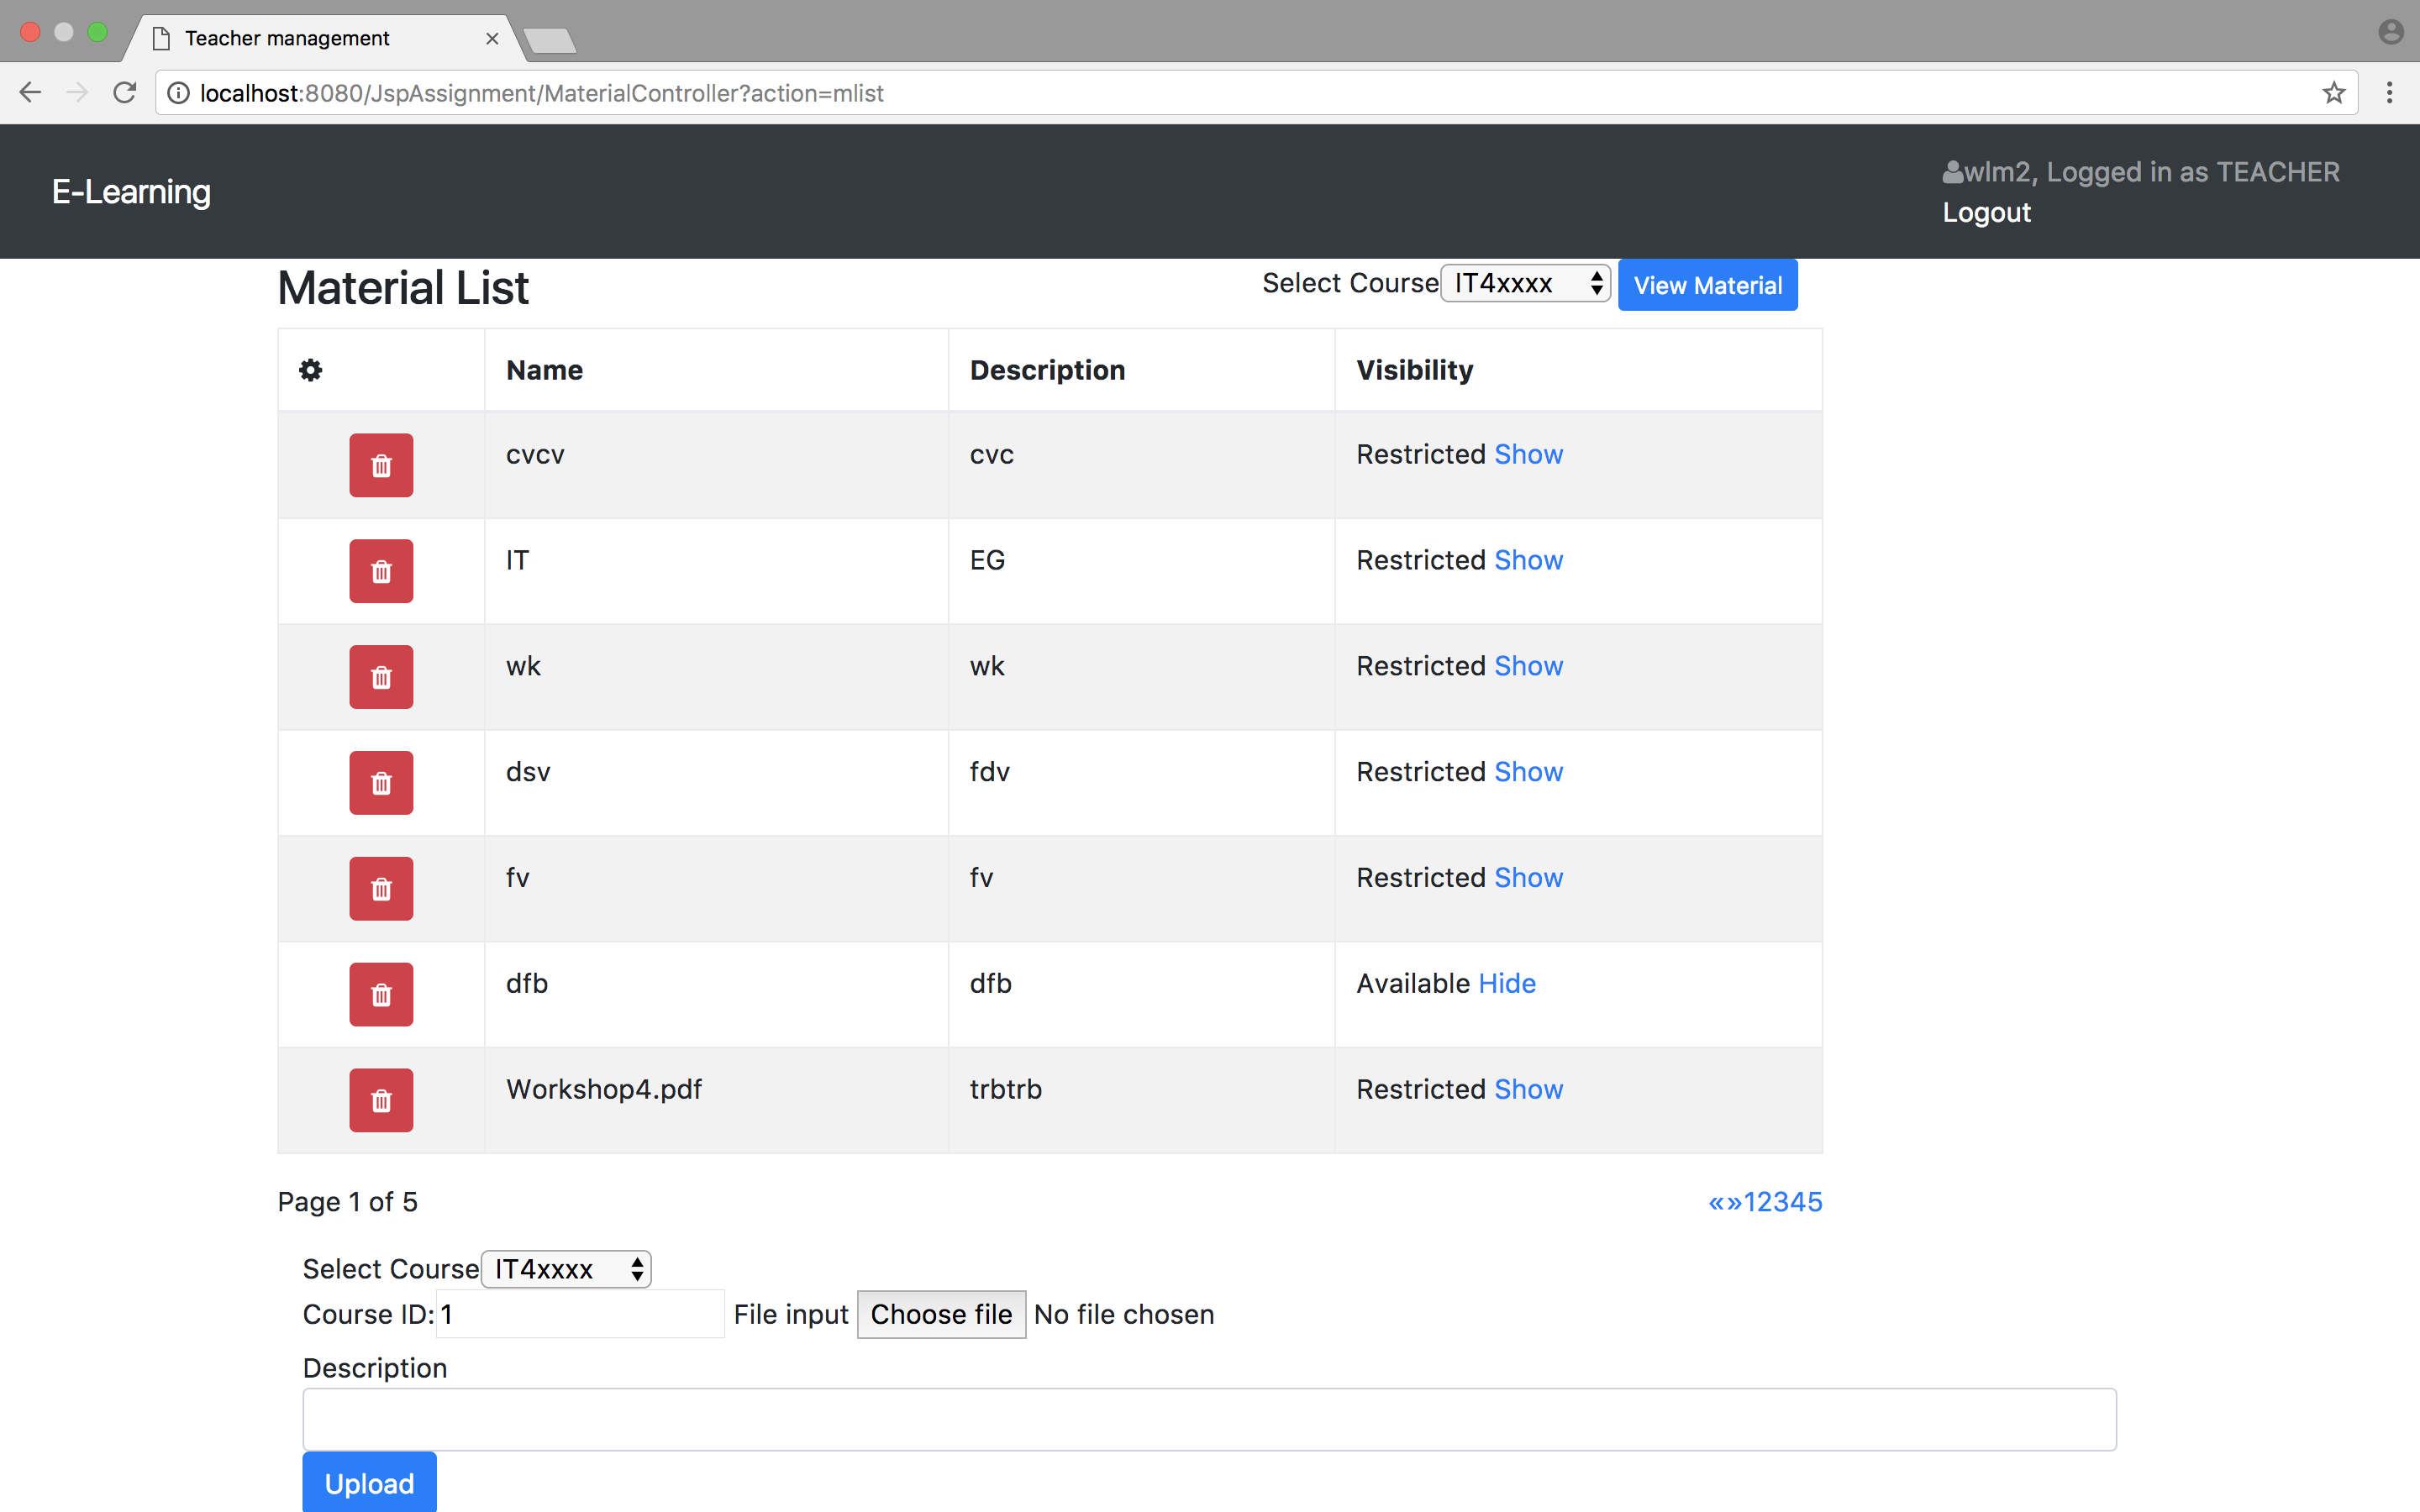 Teacher management
localhost:8080/JspAssignment/MaterialController?action=mlist
E-Learning
wlm2, Logged in as TEACHER
Logout
Material List
Select Course IT4xxxx View Material
Name Description Visibility
cvcv cvc Restricted Show
IT EG Restricted Show
wk wk Restricted Show
dsv fdv Restricted Show
fv fv Restricted Show
dfb dfb Available Hide
Workshop4.pdf trbtrb Restricted Show
Page 1 of 5 «»12345
Select Course IT4xxxx
Course ID: 1 File input Choose file No file chosen
Description
Upload